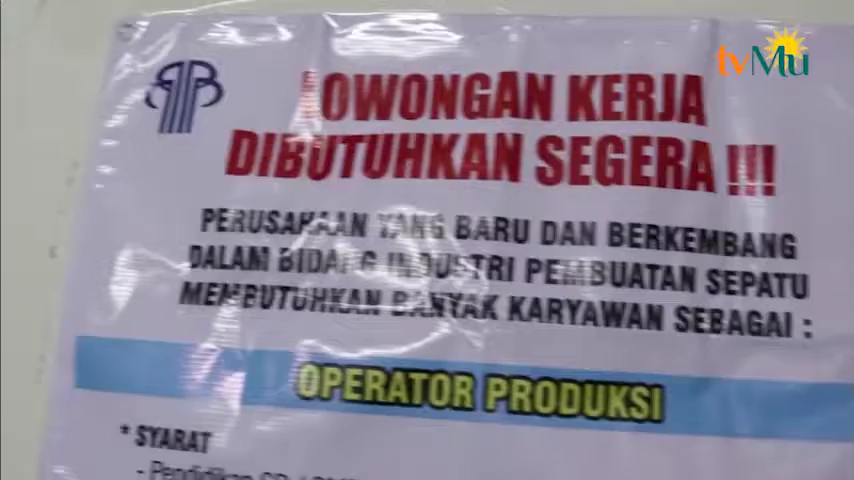 tvMu
LOWONGAN KERJA
DIBUTUHKAN SEGERA !!!
PERUSAHAAN YANG BARU DAN BERKEMBANG
DALAM BIDANG INDUSTRI PEMBUATAN SEPATU
MEMBUTUHKAN BANYAK KARYAWAN SEBAGAI :
OPERATOR PRODUKSI
* SYARAT
- Pendidikan